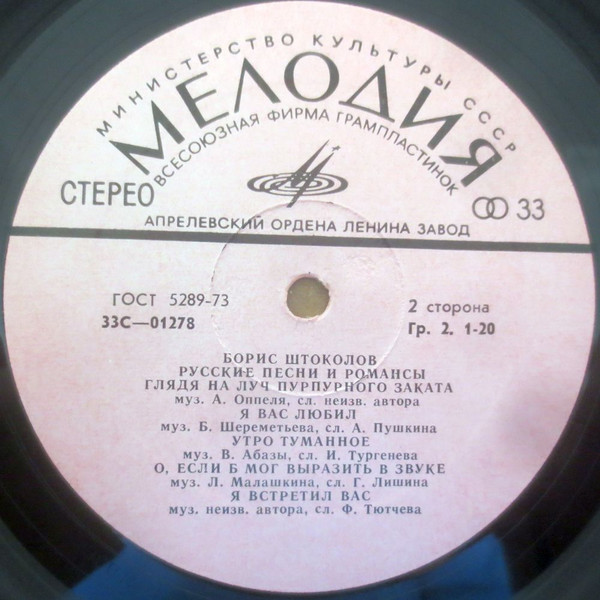 МИНИСТЕРСТВО КУЛЬТУРЫ СССР
МЕЛОДИЯ
ВСЕСОЮЗНАЯ ФИРМА ГРАМПЛАСТИНОК
СТЕРЕО
33
АПРЕЛЕВСКИЙ ОРДЕНА ЛЕНИНА ЗАВОД
ГОСТ 5289-73
2 сторона
33С—01278
Гр. 2. 1-20
БОРИС ШТОКОЛОВ
РУССКИЕ ПЕСНИ И РОМАНСЫ
ГЛЯДЯ НА ЛУЧ ПУРПУРНОГО ЗАКАТА
муз. А. Оппеля, сл. неизв. автора
Я ВАС ЛЮБИЛ
муз. Б. Шереметьева, сл. А. Пушкина
УТРО ТУМАННОЕ
муз. В. Абазы, сл. И. Тургенева
О, ЕСЛИ Б МОГ ВЫРАЗИТЬ В ЗВУКЕ
муз. Л. Малашкина, сл. Г. Лишина
Я ВСТРЕТИЛ ВАС
муз. неизв. автора, сл. Ф. Тютчева